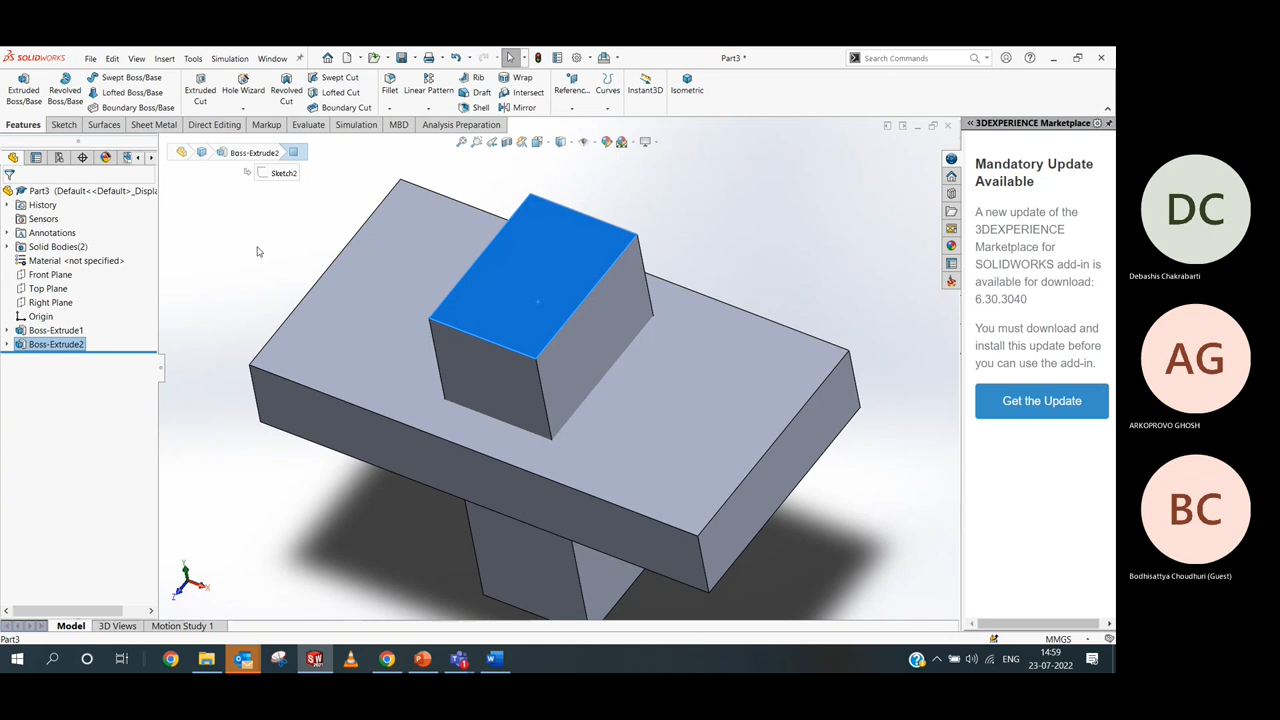 SOLIDWORKS File Edit View Insert Tools Simulation Window Part3 * Search Commands
Extruded Boss/Base
Revolved Boss/Base
Swept Boss/Base
Lofted Boss/Base
Boundary Boss/Base
Extruded Cut
Hole Wizard
Revolved Cut
Swept Cut
Lofted Cut
Boundary Cut
Fillet
Linear Pattern
Rib
Draft
Shell
Wrap
Intersect
Mirror
Referenc...
Curves
Instant3D
Isometric
Features Sketch Surfaces Sheet Metal Direct Editing Markup Evaluate Simulation MBD Analysis Preparation
3DEXPERIENCE Marketplace
Boss-Extrude2
Sketch2
Part3 (Default<<Default>_Displa
History
Sensors
Annotations
Solid Bodies(2)
Material <not specified>
Front Plane
Top Plane
Right Plane
Origin
Boss-Extrude1
Boss-Extrude2
Y
X
Z
Mandatory Update
Available
A new update of the
3DEXPERIENCE
Marketplace for
SOLIDWORKS add-in is
available for download:
6.30.3040
You must download and
install this update before
you can use the add-in.
Get the Update
DC
Debashis Chakrabarti
AG
ARKOPROVO GHOSH
BC
Bodhisattya Choudhuri (Guest)
Model 3D Views Motion Study 1
Part3 MMGS
SW
2021
ENG
14:59
23-07-2022